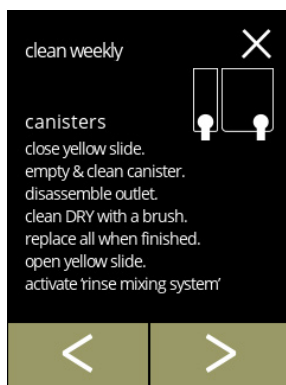 clean weekly
canisters
close yellow slide.
empty & clean canister.
disassemble outlet.
clean DRY with a brush.
replace all when finished.
open yellow slide.
activate ‘rinse mixing system’